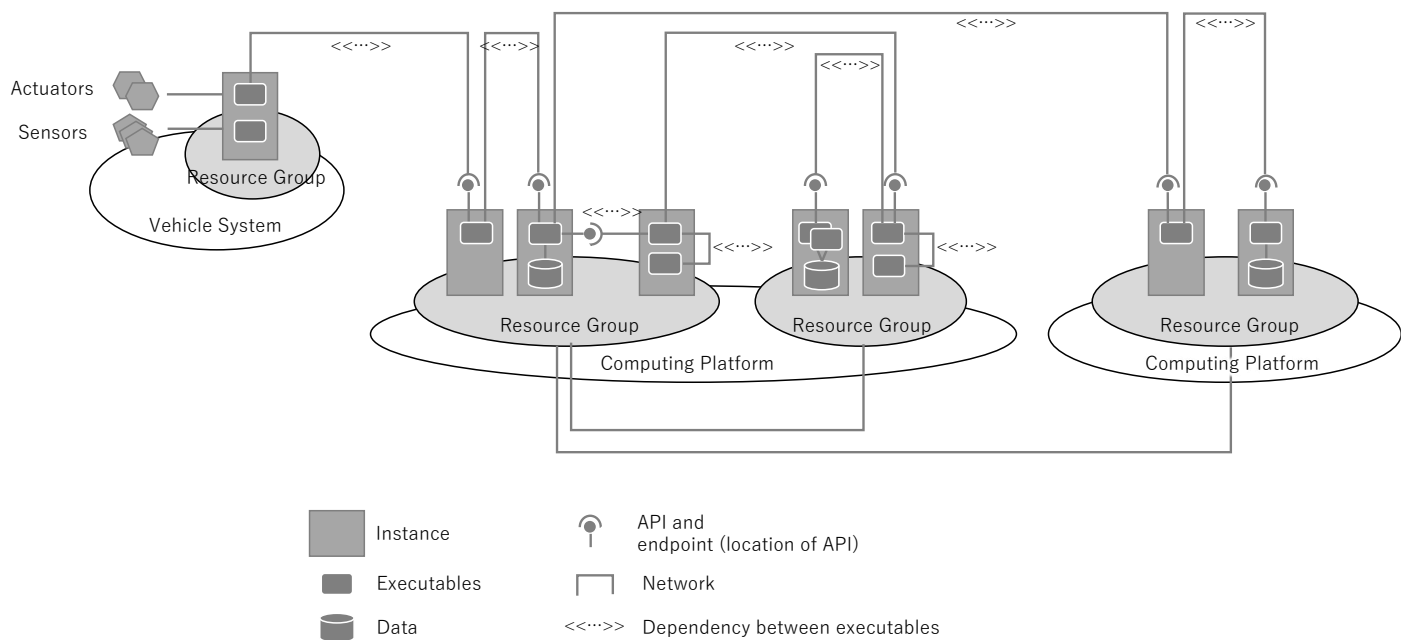 <<···>>
<<···>>
<<···>>
<<···>>
<<···>>
<<···>>
Actuators
Sensors
Resource Group
Vehicle System
<<···>>
<<···>>
<<···>>
Resource Group
Resource Group
Resource Group
Computing Platform
Computing Platform
Instance
API and
endpoint (location of API)
Executables
Network
Data
<<···>>
Dependency between executables